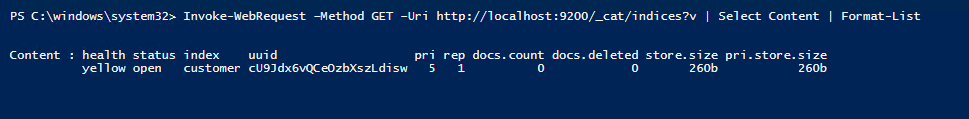 PS C:\windows\system32> Invoke-WebRequest -Method GET -Uri http://localhost:9200/_cat/indices?v | Select Content | Format-List
Content : health status index    uuid                   pri rep docs.count docs.deleted store.size pri.store.size
yellow open   customer cU9Jdx6vQCeOzbXszLdisw   5   1          0            0       260b           260b